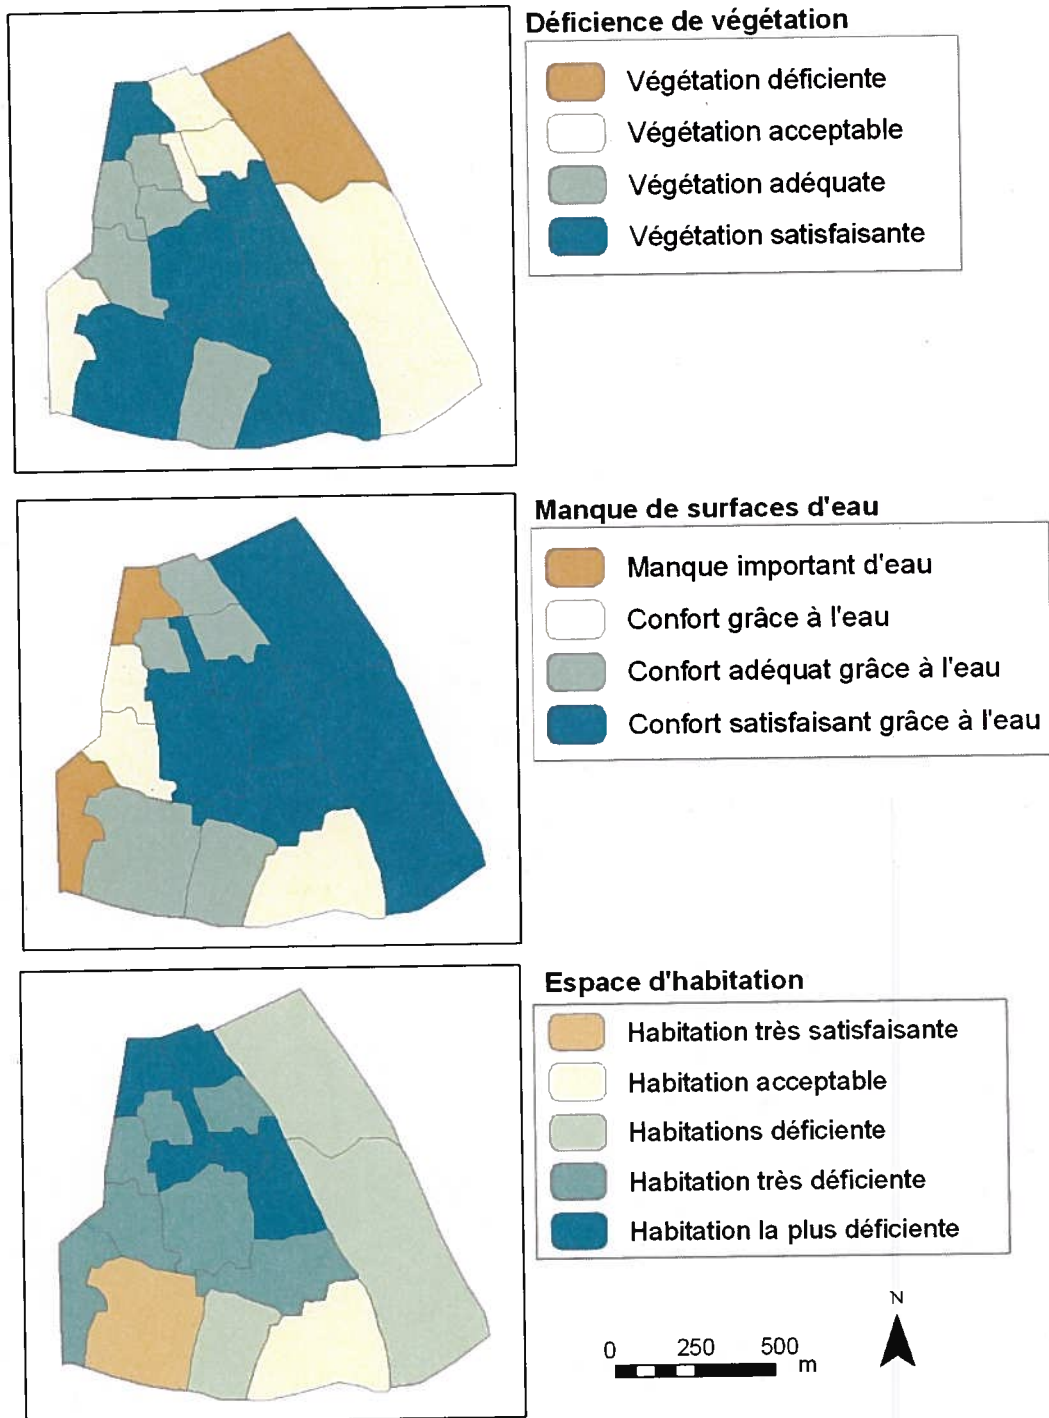 Déficience de végétation
Végétation déficiente
Végétation acceptable
Végétation adéquate
Végétation satisfaisante
Manque de surfaces d'eau
Manque important d'eau
Confort grâce à l'eau
Confort adéquat grâce à l'eau
Confort satisfaisant grâce à l'eau
Espace d'habitation
Habitation très satisfaisante
Habitation acceptable
Habitations déficiente
Habitation très déficiente
Habitation la plus déficiente
N
0 250 500
m